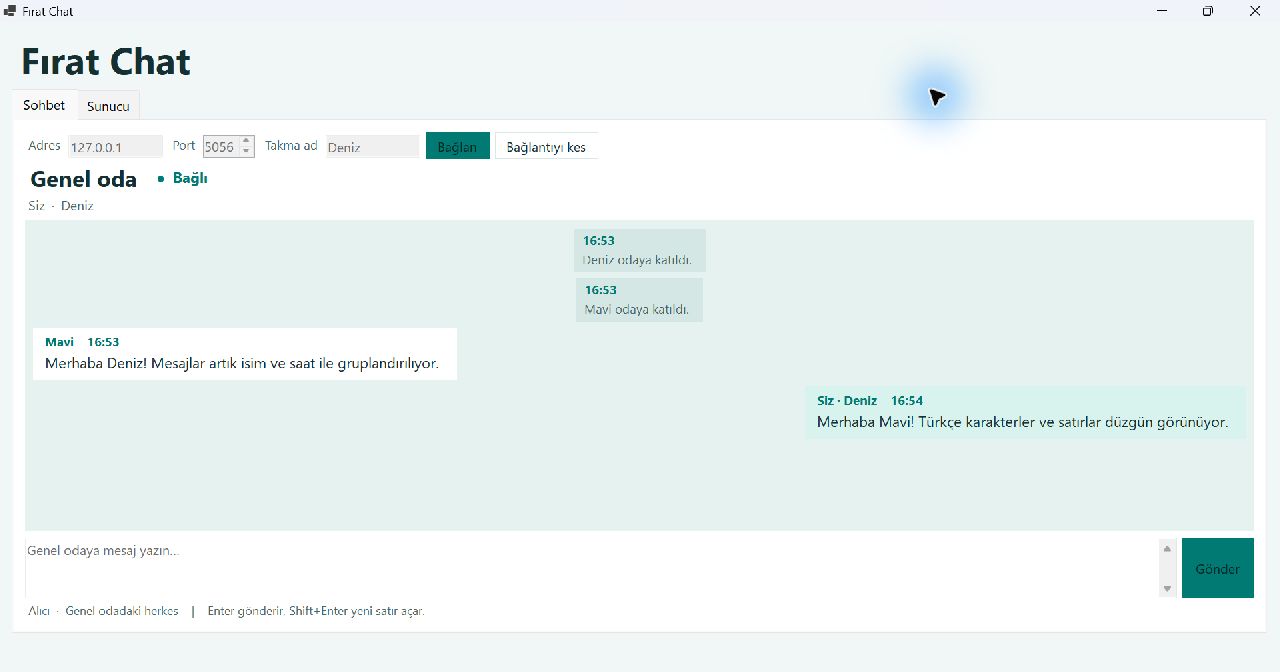 Fırat Chat
Fırat Chat
Sohbet Sunucu
Adres 127.0.0.1 Port 5056 Takma ad Deniz Bağlan Bağlantıyı kes
Genel oda • Bağlı
Siz · Deniz
16:53
Deniz odaya katıldı.
16:53
Mavi odaya katıldı.
Mavi 16:53
Merhaba Deniz! Mesajlar artık isim ve saat ile gruplandırılıyor.
Siz · Deniz 16:54
Merhaba Mavi! Türkçe karakterler ve satırlar düzgün görünüyor.
Genel odaya mesaj yazın...
Gönder
Alıcı · Genel odadaki herkes | Enter gönderir. Shift+Enter yeni satır açar.